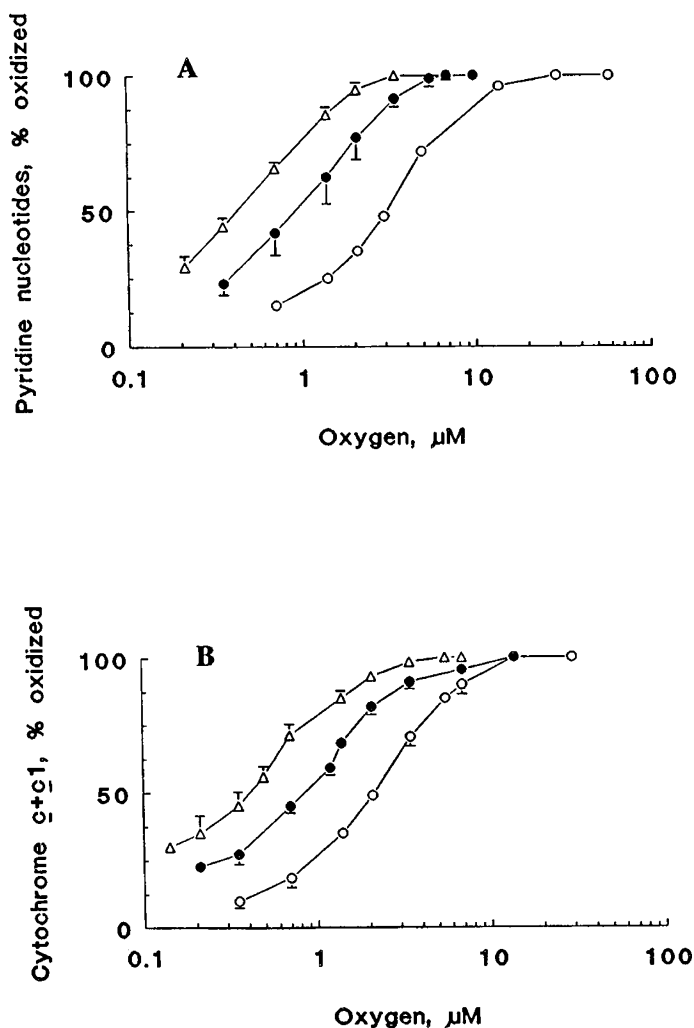 A
Pyridine nucleotides, % oxidized
100
50
0
0.1 1 10 100
Oxygen, μM
B
Cytochrome c+c1, % oxidized
100
50
0
0.1 1 10 100
Oxygen, μM